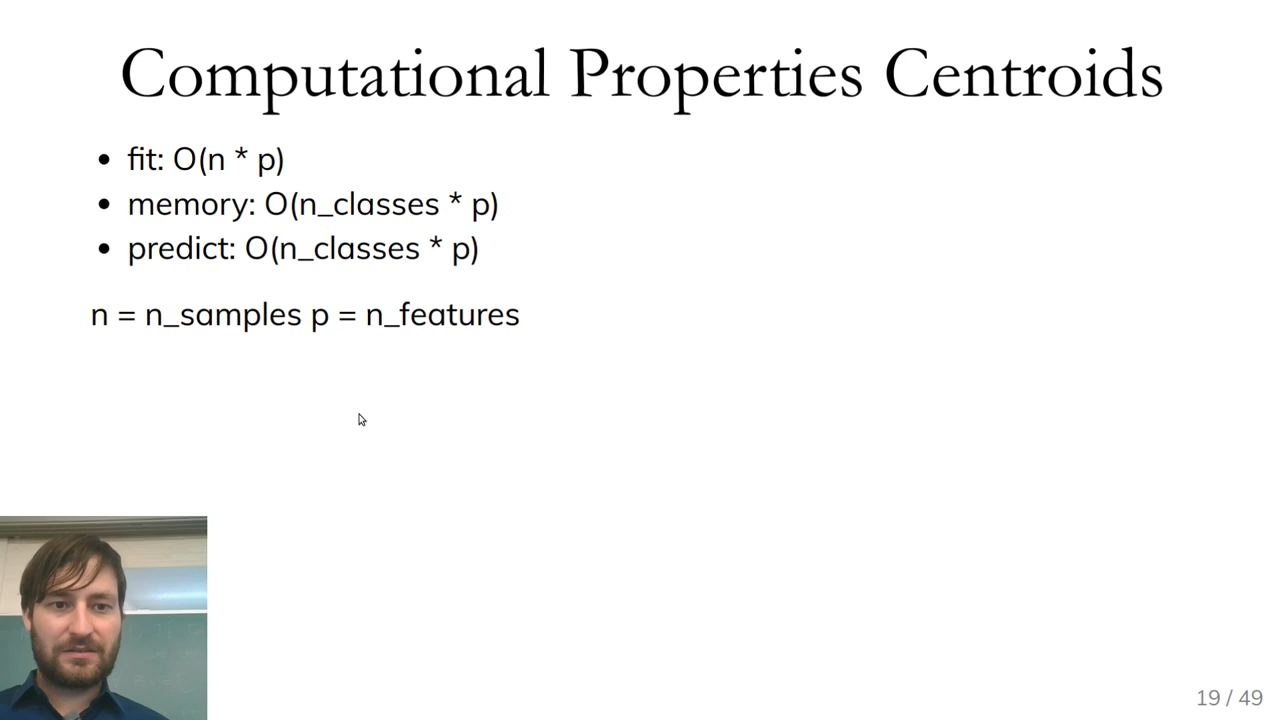 Computational Properties Centroids
• fit: O(n * p)
• memory: O(n_classes * p)
• predict: O(n_classes * p)
n = n_samples p = n_features
19 / 49